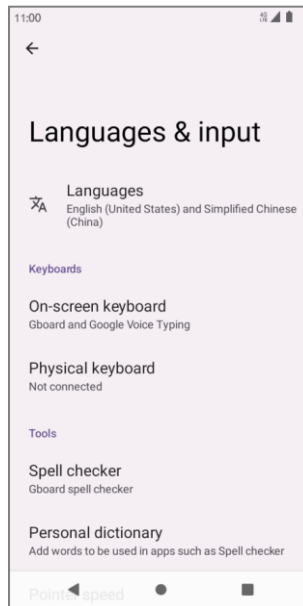 11:00
4G
LTE
Languages & input
Languages
English (United States) and Simplified Chinese
(China)
Keyboards
On-screen keyboard
Gboard and Google Voice Typing
Physical keyboard
Not connected
Tools
Spell checker
Gboard spell checker
Personal dictionary
Add words to be used in apps such as Spell checker
Pointer speed